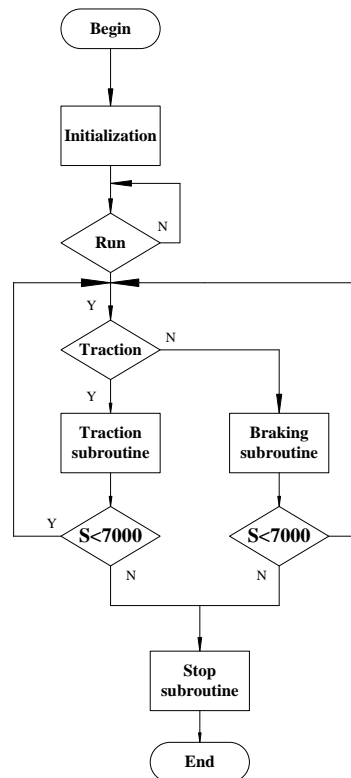 Begin
Initialization
Run
N
Y
Traction
N
Y
Traction
subroutine
Braking
subroutine
Y
S<7000
S<7000
N
N
Stop
subroutine
End